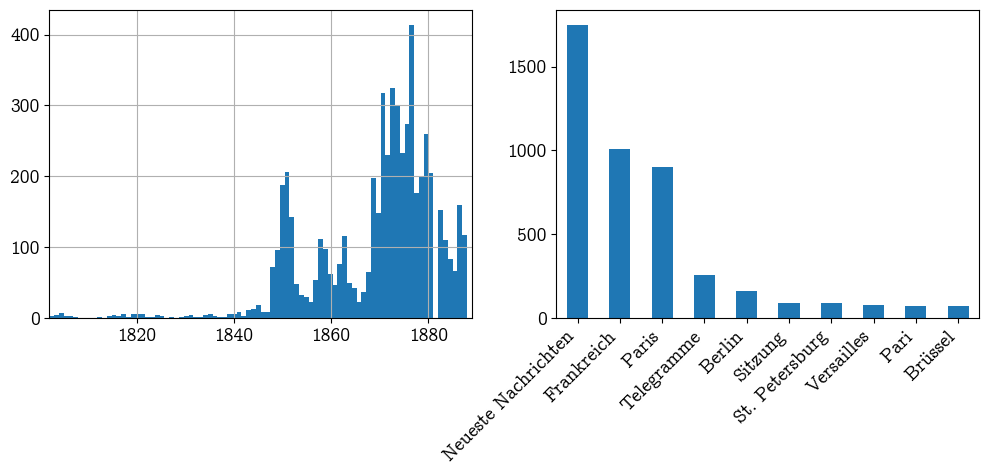 400
300
200
100
0
1820 1840 1860 1880
1500
1000
500
0
Neueste Nachrichten
Frankreich
Paris
Telegramme
Berlin
Sitzung
St. Petersburg
Versailles
Pari
Brüssel